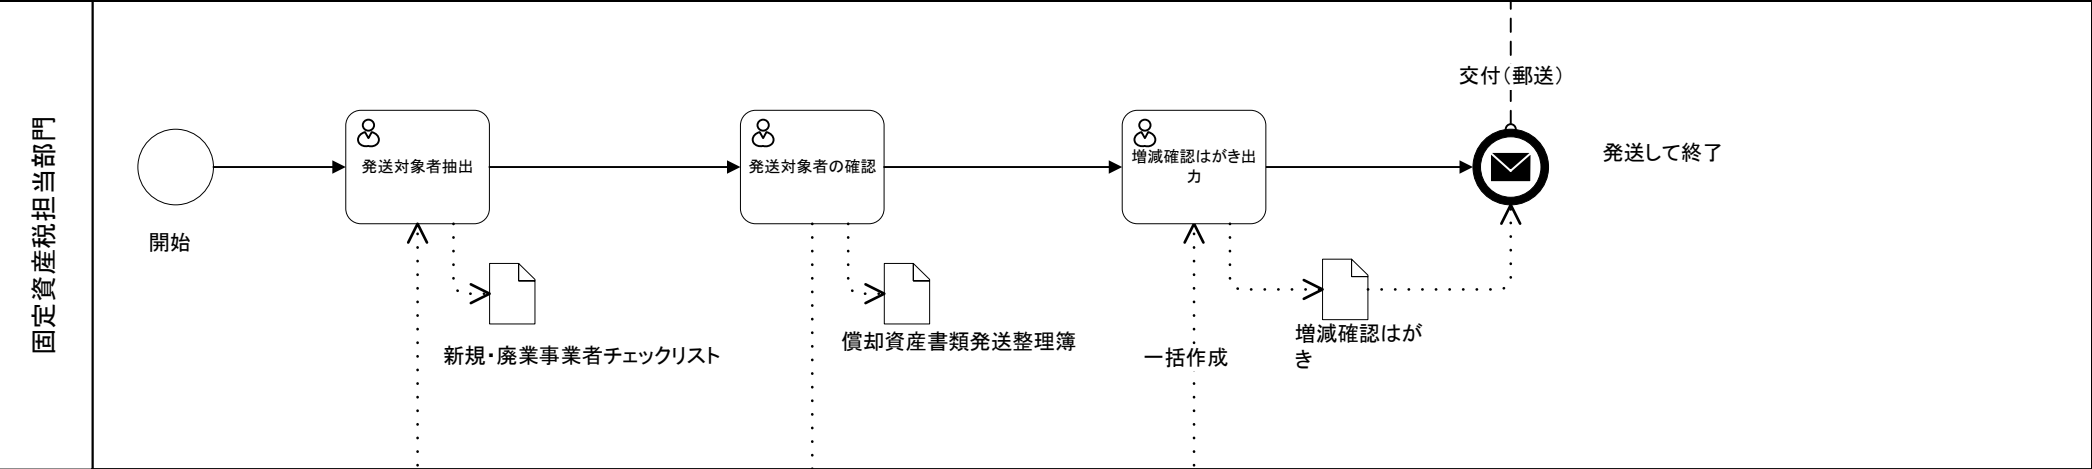 固定資産税担当部門
交付（郵送）
発送対象者抽出
発送対象者の確認
増減確認はがき出
力
発送して終了
開始
新規・廃業事業者チェックリスト
償却資産書類発送整理簿
一括作成
増減確認はが
き